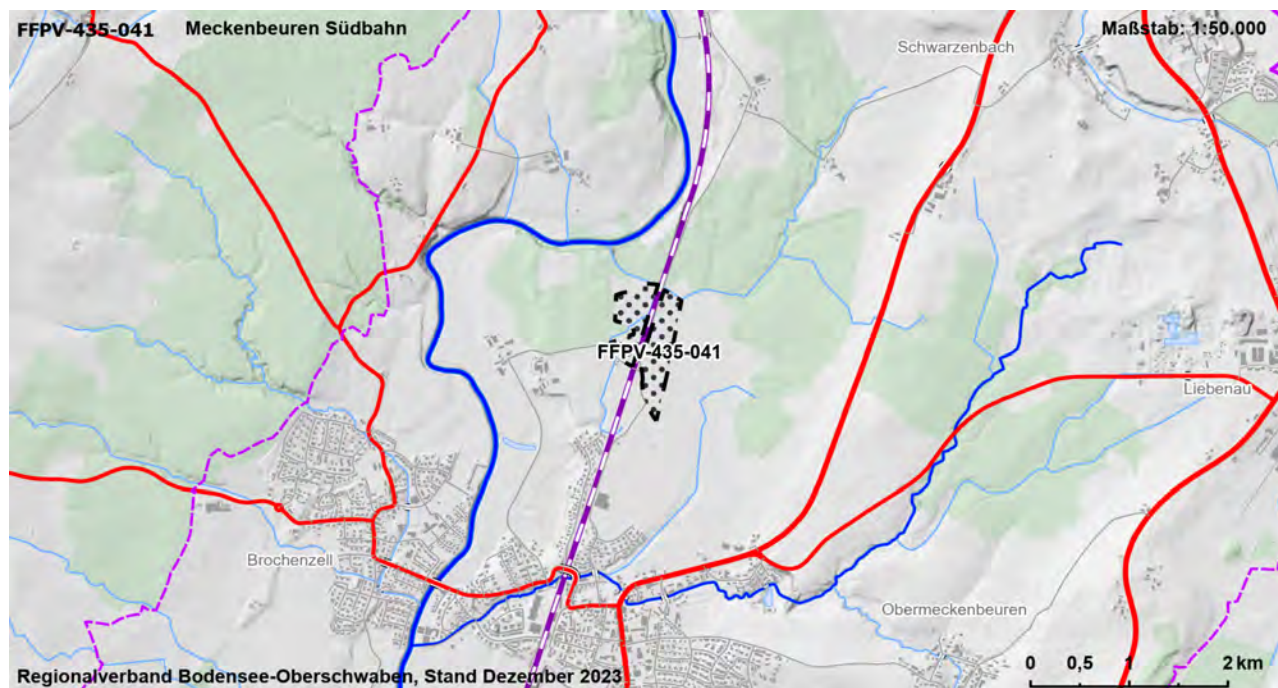 FFPV-435-041 Meckenbeuren Südbahn Maßstab: 1:50.000
Schwarzenbach
FFPV-435-041
Liebenau
Brochenzell
Obermeckenbeuren
0 0,5 1 2 km
Regionalverband Bodensee-Oberschwaben, Stand Dezember 2023